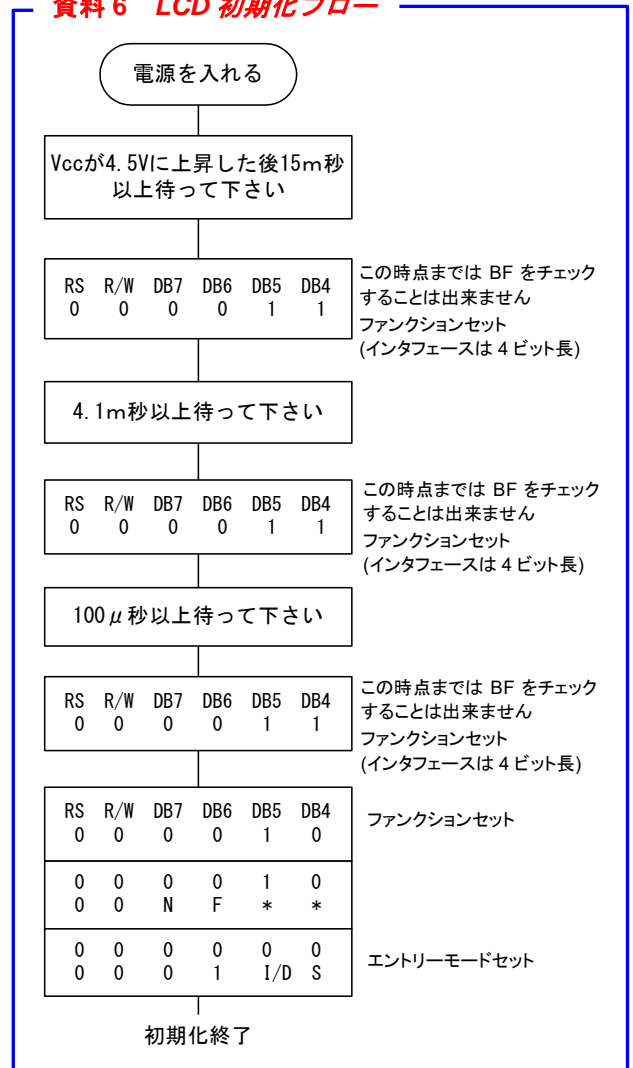 資料6 LCD 初期化フロー
電源を入れる
Vccが4.5Vに上昇した後15m秒
以上待って下さい
RS R/W DB7 DB6 DB5 DB4
0 0 0 0 1 1
この時点までは BF をチェック
することは出来ません
ファンクションセット
(インタフェースは 4 ビット長)
4.1m秒以上待って下さい
RS R/W DB7 DB6 DB5 DB4
0 0 0 0 1 1
この時点までは BF をチェック
することは出来ません
ファンクションセット
(インタフェースは 4 ビット長)
100μ秒以上待って下さい
RS R/W DB7 DB6 DB5 DB4
0 0 0 0 1 1
この時点までは BF をチェック
することは出来ません
ファンクションセット
(インタフェースは 4 ビット長)
RS R/W DB7 DB6 DB5 DB4
0 0 0 0 1 0
ファンクションセット
0 0 0 0 1 0
0 0 N F * *
0 0 0 0 0 0
0 0 0 1 I/D S
エントリーモードセット
初期化終了